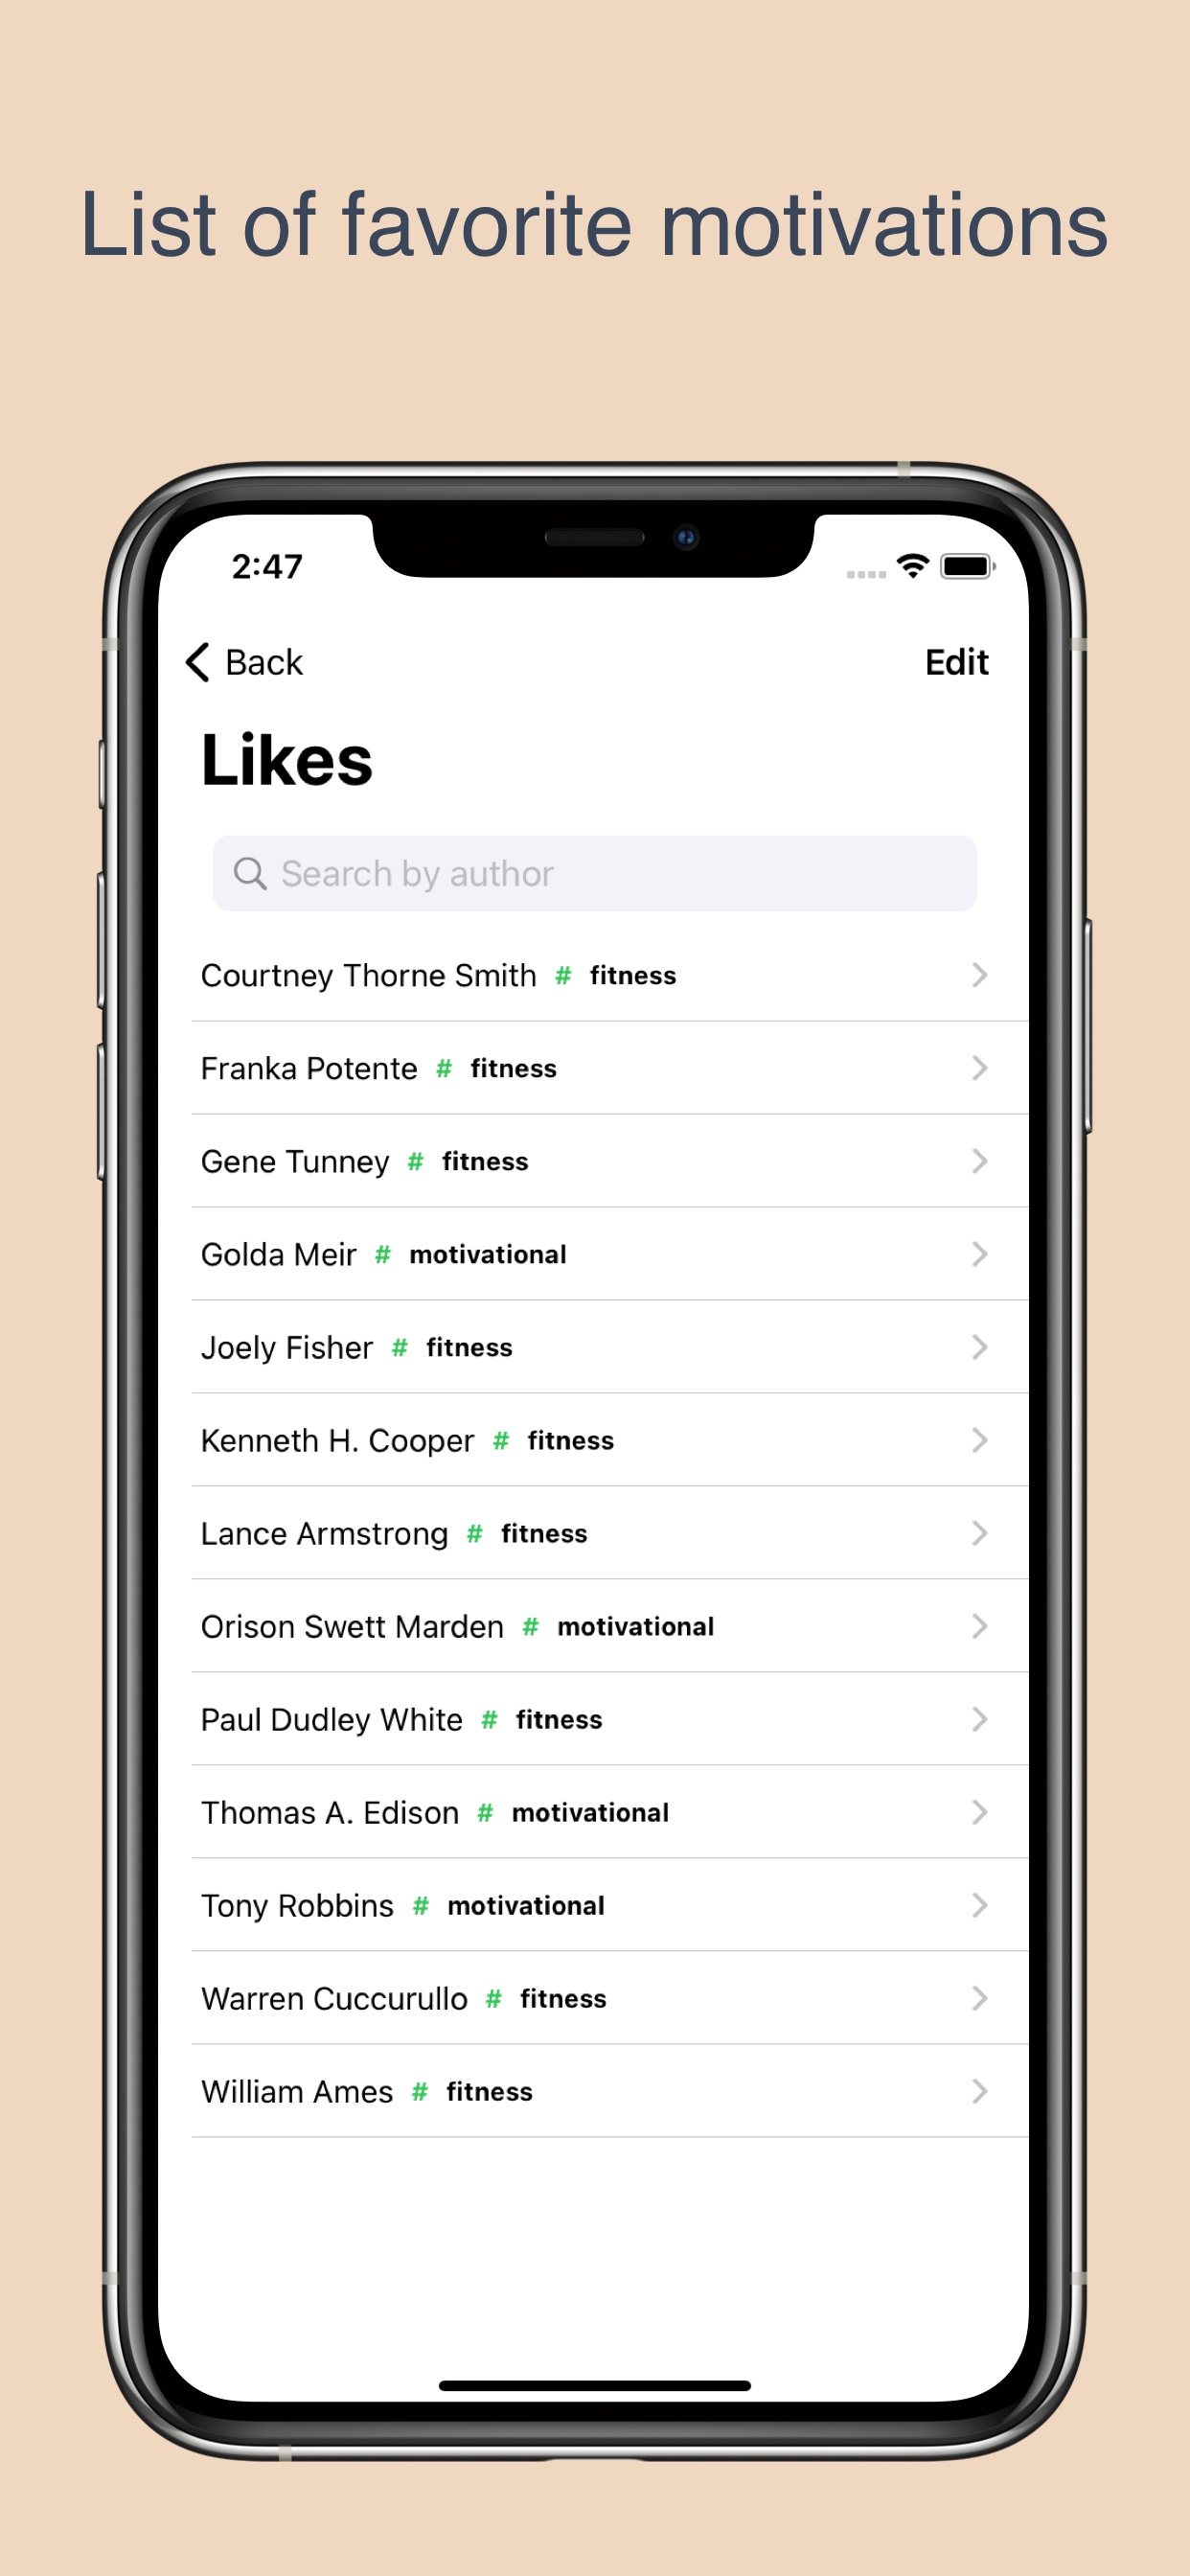 List of favorite motivations
2:47
Back Edit
Likes
Search by author
Courtney Thorne Smith # fitness
Franka Potente # fitness
Gene Tunney # fitness
Golda Meir # motivational
Joely Fisher # fitness
Kenneth H. Cooper # fitness
Lance Armstrong # fitness
Orison Swett Marden # motivational
Paul Dudley White # fitness
Thomas A. Edison # motivational
Tony Robbins # motivational
Warren Cuccurullo # fitness
William Ames # fitness